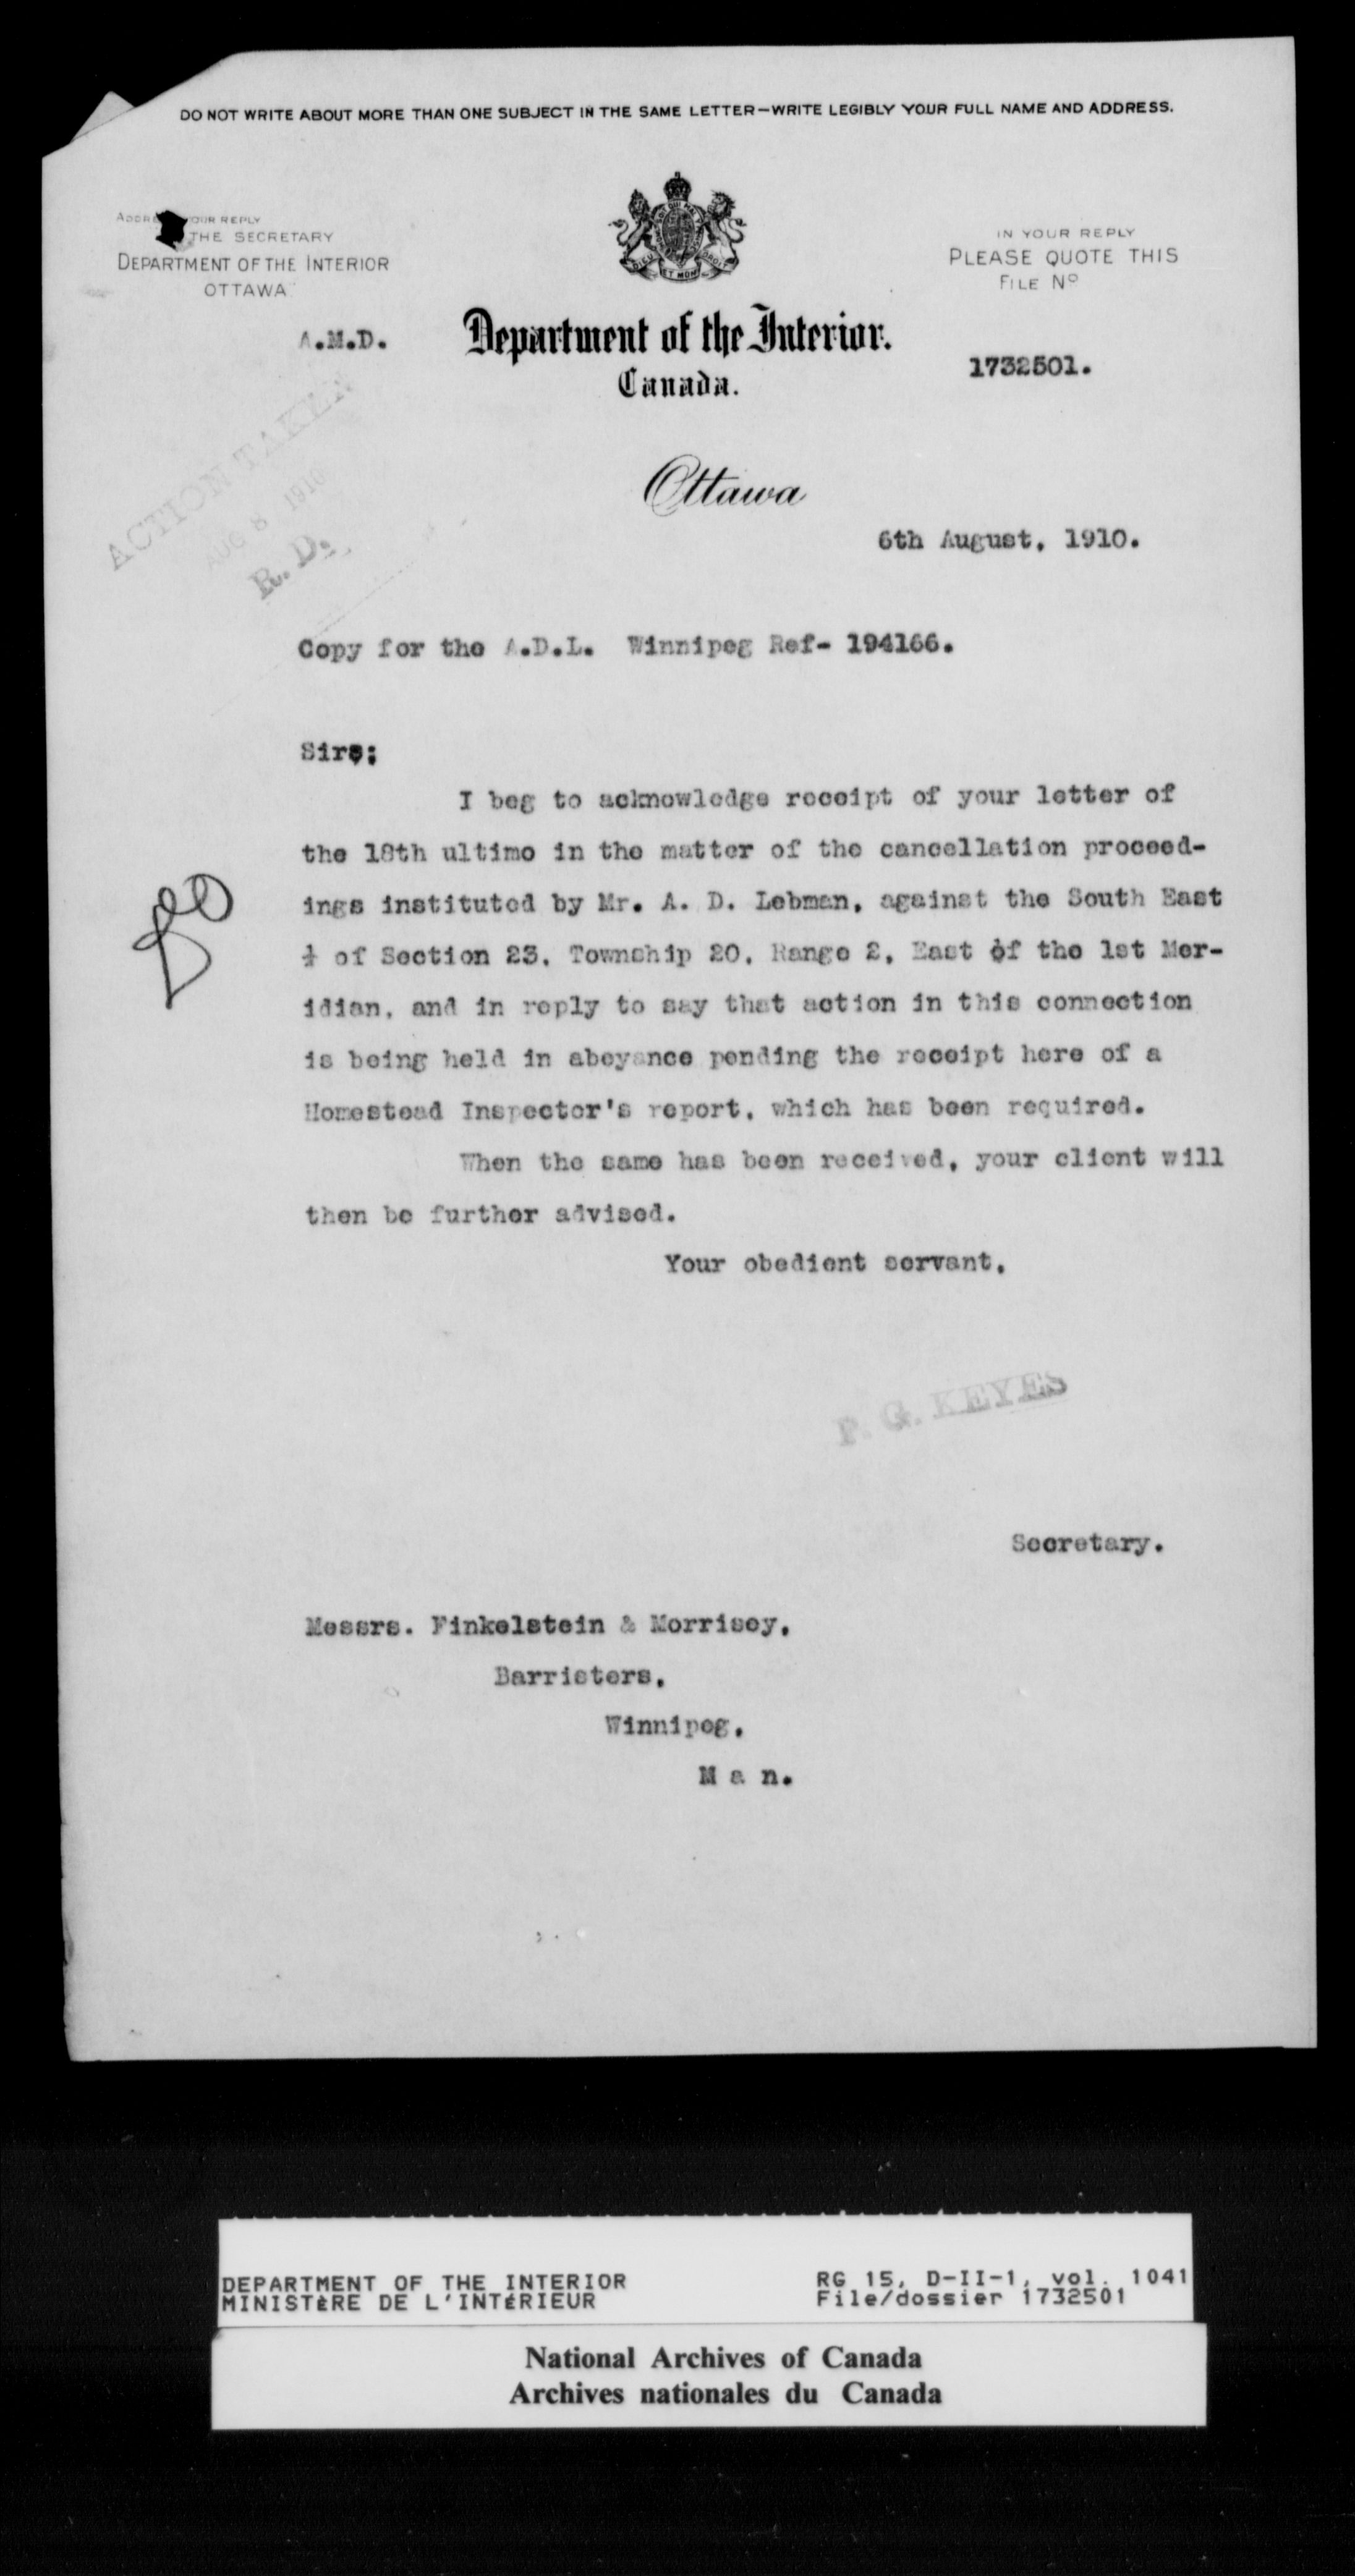 DO NOT WRITE ABOUT MORE THAN ONE SUBJECT IN THE SAME LETTER—WRITE LEGIBLY YOUR FULL NAME AND ADDRESS.
YOUR REPLY
THE SECRETARY
DEPARTMENT OF THE INTERIOR
OTTAWA
IN YOUR REPLY
PLEASE QUOTE THIS
FILE Nº
DIEU ET MON DROIT
A.M.D.
Department of the Interior.
Canada.
1732501.
ACTION TAKEN
AUG 8 1910
R. D.
Ottawa
6th August, 1910.
Copy for the A.D.L. Winnipeg Ref- 194166.
Sirs:
I beg to acknowledge receipt of your letter of
the 18th ultimo in the matter of the cancellation proceed-
ings instituted by Mr. A. D. Lebman, against the South East
¼ of Section 23, Township 20, Range 2, East of the 1st Mer-
idian, and in reply to say that action in this connection
is being held in abeyance pending the receipt here of a
Homestead Inspector's report, which has been required.
When the same has been received, your client will
then be further advised.
Your obedient servant,
P. G. KEYES
Secretary.
Messrs. Finkelstein & Morrisey,
Barristers,
Winnipeg,
M a n.
DEPARTMENT OF THE INTERIOR
MINISTÈRE DE L'INTÉRIEUR
RG 15, D-II-1, vol. 1041
File/dossier 1732501
National Archives of Canada
Archives nationales du Canada